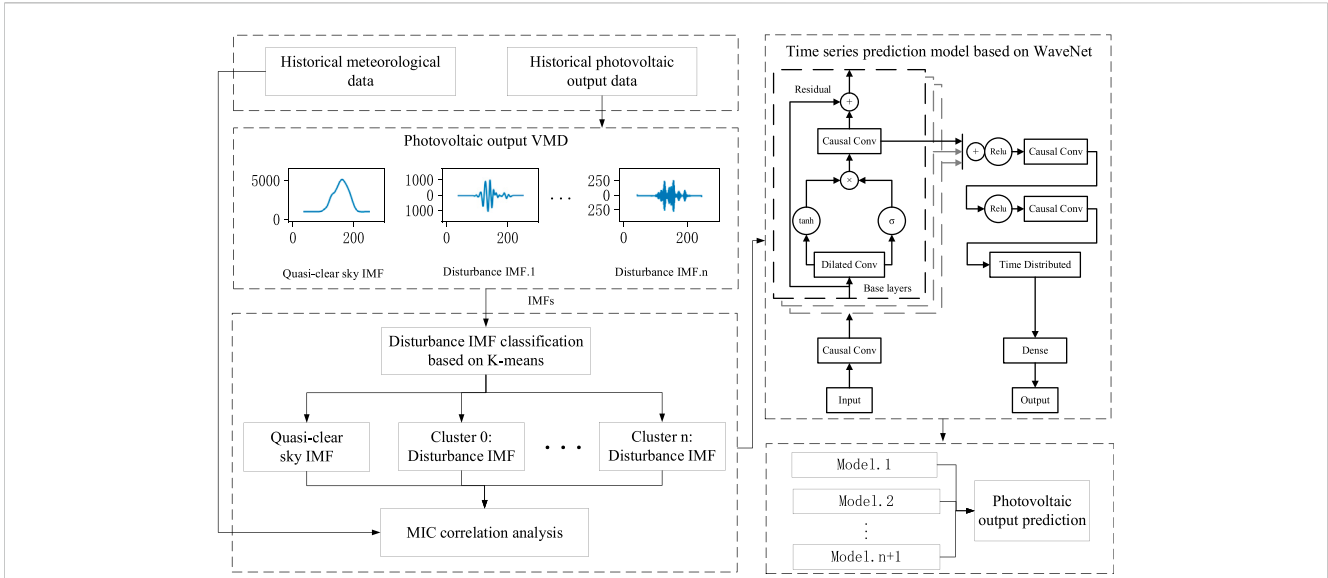 Historical meteorological
data
Historical photovoltaic
output data
Photovoltaic output VMD
5000
0
0
200
Quasi-clear sky IMF
1000
0
1000
0
200
Disturbance IMF.1
. . .
250
0
250
0
200
Disturbance IMF.n
IMFs
Disturbance IMF classification
based on K-means
Quasi-clear
sky IMF
Cluster 0:
Disturbance IMF
. . .
Cluster n:
Disturbance IMF
MIC correlation analysis
Time series prediction model based on WaveNet
Residual
+
Causal Conv
×
tanh
σ
Dilated Conv
Base layers
Causal Conv
Input
+
Relu
Causal Conv
Relu
Causal Conv
Time Distributed
Dense
Output
Model.1
Model.2
⋮
Model.n+1
Photovoltaic
output prediction